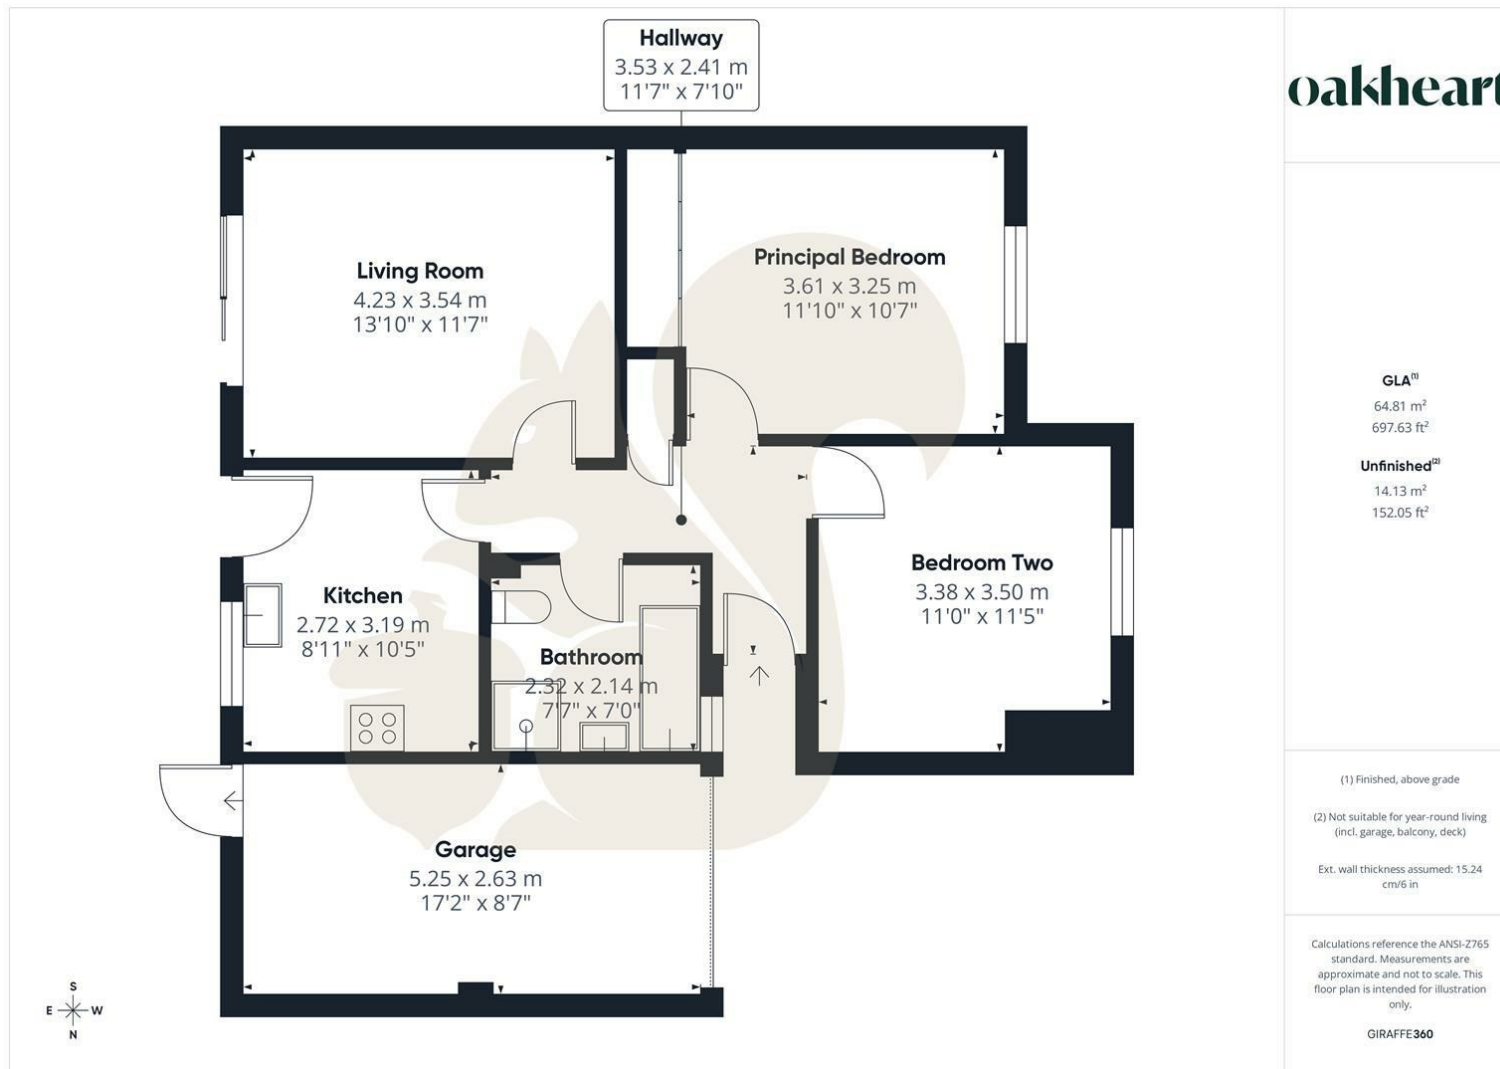 Hallway
3.53 x 2.41 m
11'7" x 7'10"
Living Room
4.23 x 3.54 m
13'10" x 11'7"
Principal Bedroom
3.61 x 3.25 m
11'10" x 10'7"
Kitchen
2.72 x 3.19 m
8'11" x 10'5"
Bathroom
2.32 x 2.14 m
7'7" x 7'0"
Bedroom Two
3.38 x 3.50 m
11'0" x 11'5"
Garage
5.25 x 2.63 m
17'2" x 8'7"
S
E W
N
oakheart
GLA(1)
64.81 m²
697.63 ft²
Unfinished(2)
14.13 m²
152.05 ft²
(1) Finished, above grade
(2) Not suitable for year-round living
(incl. garage, balcony, deck)
Ext. wall thickness assumed: 15.24
cm/6 in
Calculations reference the ANSI-Z765
standard. Measurements are
approximate and not to scale. This
floor plan is intended for illustration
only.
GIRAFFE360